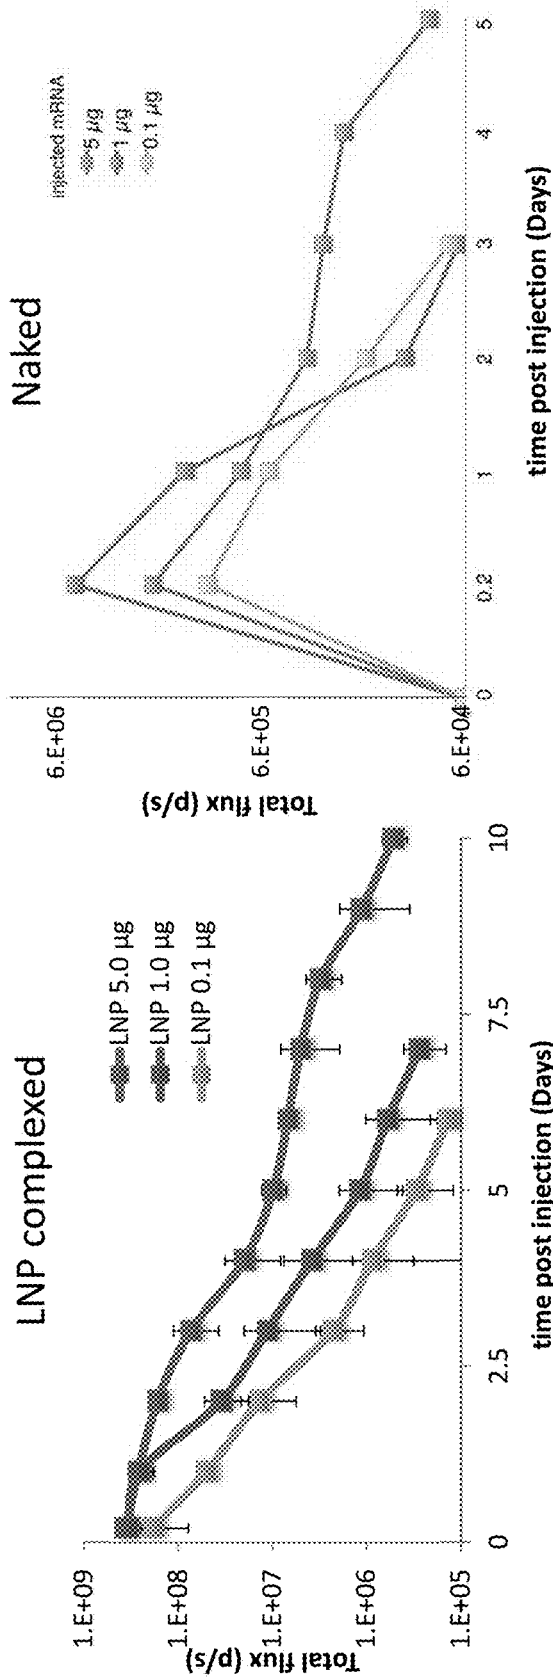 LNP complexed
Total flux (p/s)
1.E+09
1.E+08
1.E+07
1.E+06
1.E+05
LNP 5.0 µg
LNP 1.0 µg
LNP 0.1 µg
0
2.5
5
7.5
10
time post injection (Days)
Naked
Total flux (p/s)
6.E+06
6.E+05
6.E+04
injected mRNA
5 µg
1 µg
0.1 µg
0
0.2
1
2
3
4
5
time post injection (Days)